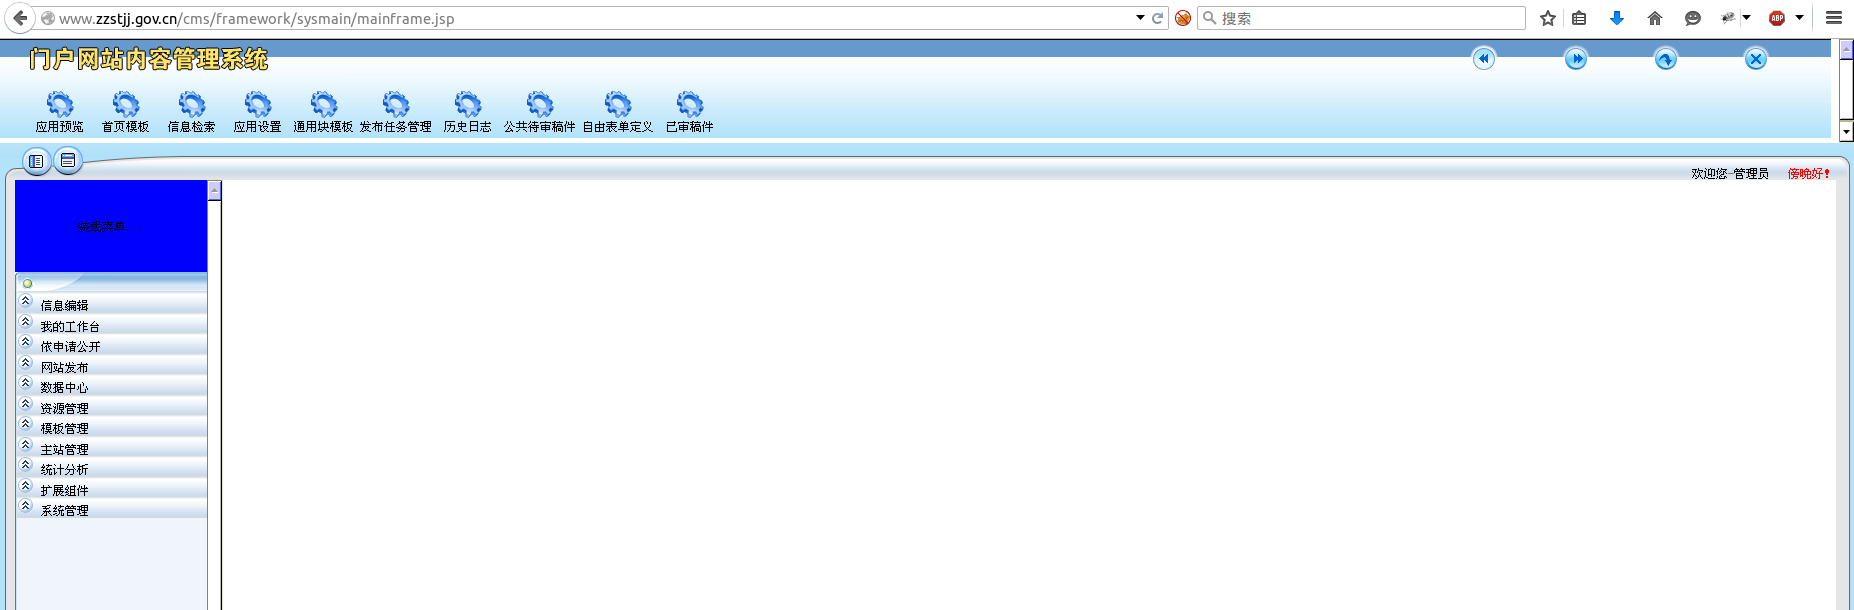 www.zzstjj.gov.cn/cms/framework/sysmain/mainframe.jsp
搜索
ABP
门户网站内容管理系统
应用预览 首页模板 信息检索 应用设置 通用块模板 发布任务管理 历史日志 公共待审稿件 自由表单定义 已审稿件
欢迎您-管理员 傍晚好!
信息编辑
我的工作台
依申请公开
网站发布
数据中心
资源管理
模板管理
主站管理
统计分析
扩展组件
系统管理